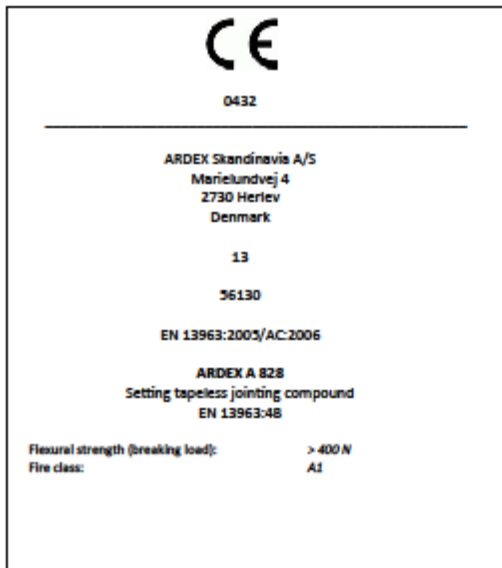 CE
0432
ARDEX Skandinavia A/S
Marielundvej 4
2730 Herlev
Denmark
13
56130
EN 13963:2005/AC:2006
ARDEX A 828
Setting tapeless jointing compound
EN 13963:4B
Flexural strength (breaking load): > 400 N
Fire class: A1